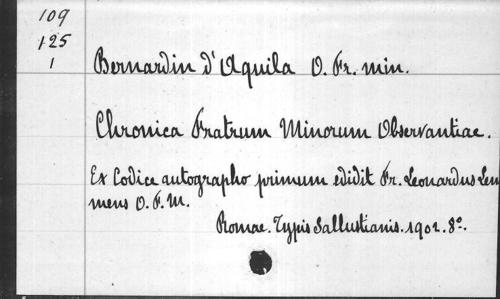 109
125
1
Bernardin d'Aquila O. Fr. min.
Chronica Fratrum Minorum Observantiae.
Ex Codice autographo primum edidit Fr. Leonardus Lem
mens O. F. M.
Romae. Typis Sallustianis. 1902. 8º.